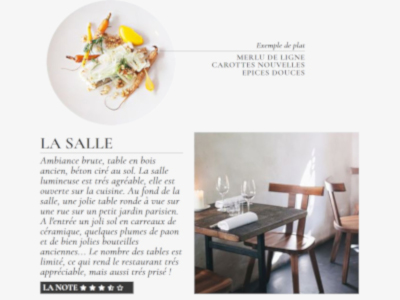 Exemple de plat
MERLU DE LIGNE
CAROTTES NOUVELLES
EPICES DOUCES
LA SALLE
Ambiance brute, table en bois
ancien, béton ciré au sol. La salle
lumineuse est très agréable, elle est
ouverte sur la cuisine. Au fond de la
salle, une jolie table ronde à vue sur
une rue sur un petit jardin parisien.
A l'entrée un joli sol en carreaux de
céramique, quelques plumes de paon
et de bien jolies bouteilles
anciennes... Le nombre des tables est
limité, ce qui rend le restaurant très
appréciable, mais aussi très prisé !
LA NOTE